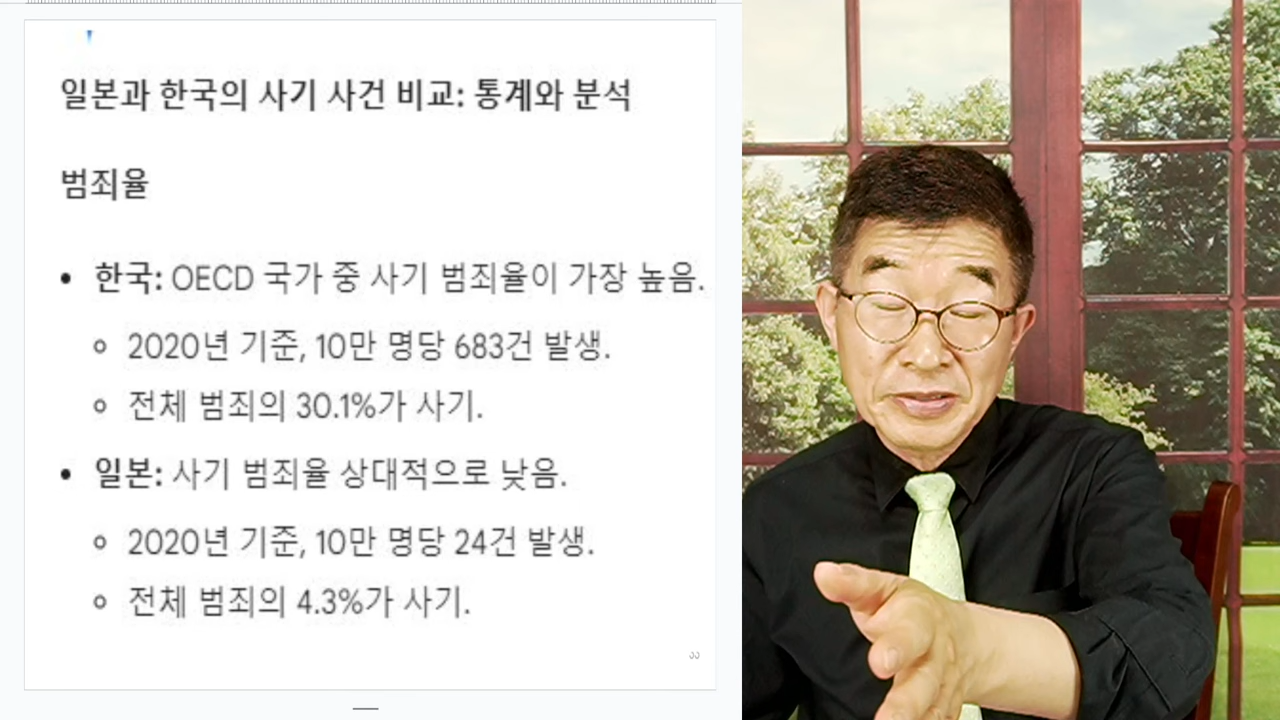 일본과 한국의 사기 사건 비교: 통계와 분석
범죄율
• 한국: OECD 국가 중 사기 범죄율이 가장 높음.
○ 2020년 기준, 10만 명당 683건 발생.
○ 전체 범죄의 30.1%가 사기.
• 일본: 사기 범죄율 상대적으로 낮음.
○ 2020년 기준, 10만 명당 24건 발생.
○ 전체 범죄의 4.3%가 사기.